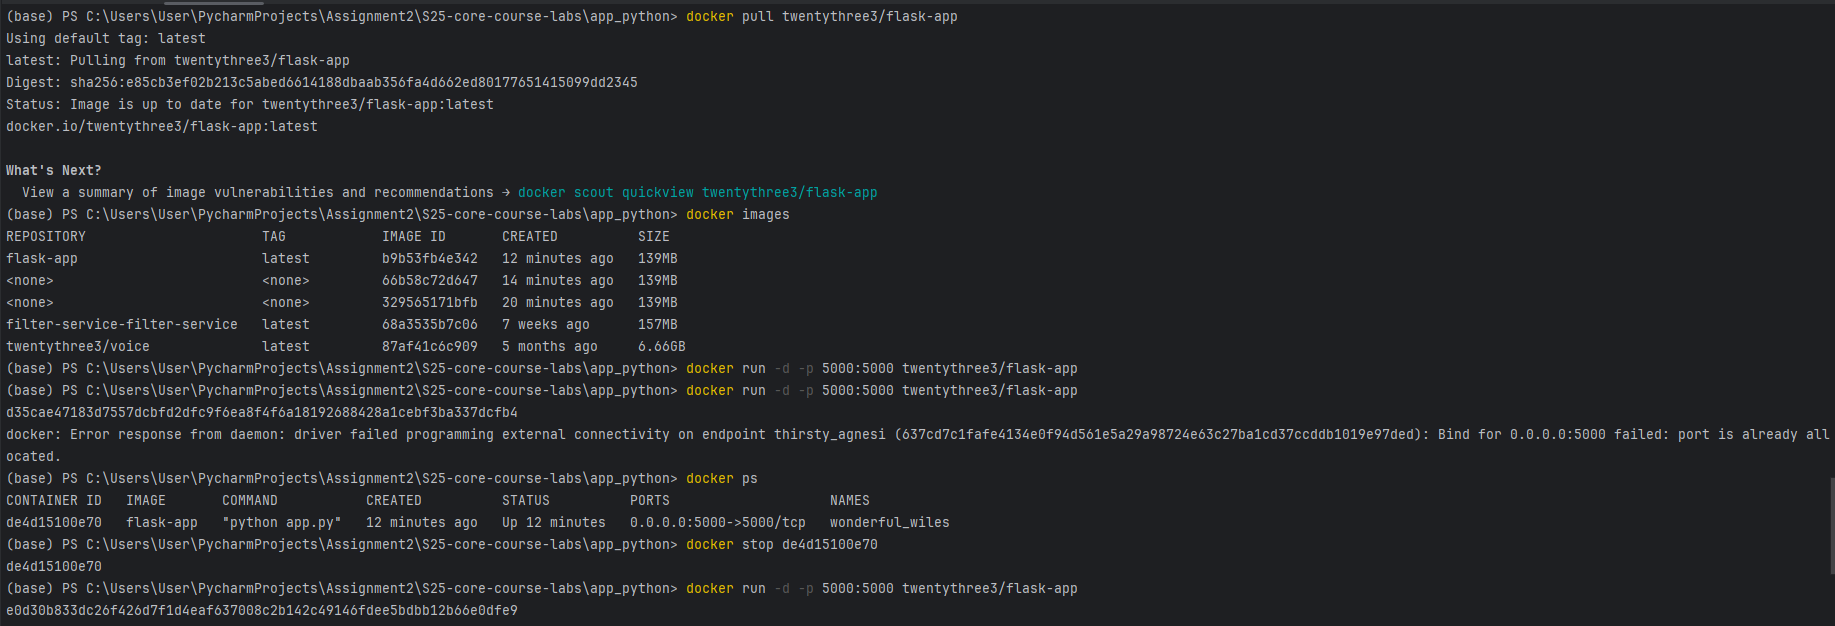 (base) PS C:\Users\User\PycharmProjects\Assignment2\S25-core-course-labs\app_python> docker pull twentythree3/flask-app
Using default tag: latest
latest: Pulling from twentythree3/flask-app
Digest: sha256:e85cb3ef02b213c5abed6614188dbaab356fa4d662ed80177651415099dd2345
Status: Image is up to date for twentythree3/flask-app:latest
docker.io/twentythree3/flask-app:latest
What's Next?
  View a summary of image vulnerabilities and recommendations → docker scout quickview twentythree3/flask-app
(base) PS C:\Users\User\PycharmProjects\Assignment2\S25-core-course-labs\app_python> docker images
REPOSITORY                      TAG            IMAGE ID       CREATED          SIZE
flask-app                       latest         b9b53fb4e342   12 minutes ago   139MB
<none>                          <none>         66b58c72d647   14 minutes ago   139MB
<none>                          <none>         329565171bfb   20 minutes ago   139MB
filter-service-filter-service   latest         68a3535b7c06   7 weeks ago      157MB
twentythree3/voice              latest         87af41c6c909   5 months ago     6.66GB
(base) PS C:\Users\User\PycharmProjects\Assignment2\S25-core-course-labs\app_python> docker run -d -p 5000:5000 twentythree3/flask-app
(base) PS C:\Users\User\PycharmProjects\Assignment2\S25-core-course-labs\app_python> docker run -d -p 5000:5000 twentythree3/flask-app
d35cae47183d7557dcbfd2dfc9f6ea8f4f6a18192688428a1cebf3ba337dcfb4
docker: Error response from daemon: driver failed programming external connectivity on endpoint thirsty_agnesi (637cd7c1fafe4134e0f94d561e5a29a98724e63c27ba1cd37ccddb1019e97ded): Bind for 0.0.0.0:5000 failed: port is already all
ocated.
(base) PS C:\Users\User\PycharmProjects\Assignment2\S25-core-course-labs\app_python> docker ps
CONTAINER ID   IMAGE       COMMAND           CREATED          STATUS          PORTS                    NAMES
de4d15100e70   flask-app   "python app.py"   12 minutes ago   Up 12 minutes   0.0.0.0:5000->5000/tcp   wonderful_wiles
(base) PS C:\Users\User\PycharmProjects\Assignment2\S25-core-course-labs\app_python> docker stop de4d15100e70
de4d15100e70
(base) PS C:\Users\User\PycharmProjects\Assignment2\S25-core-course-labs\app_python> docker run -d -p 5000:5000 twentythree3/flask-app
e0d30b833dc26f426d7f1d4eaf637008c2b142c49146fdee5bdbb12b66e0dfe9